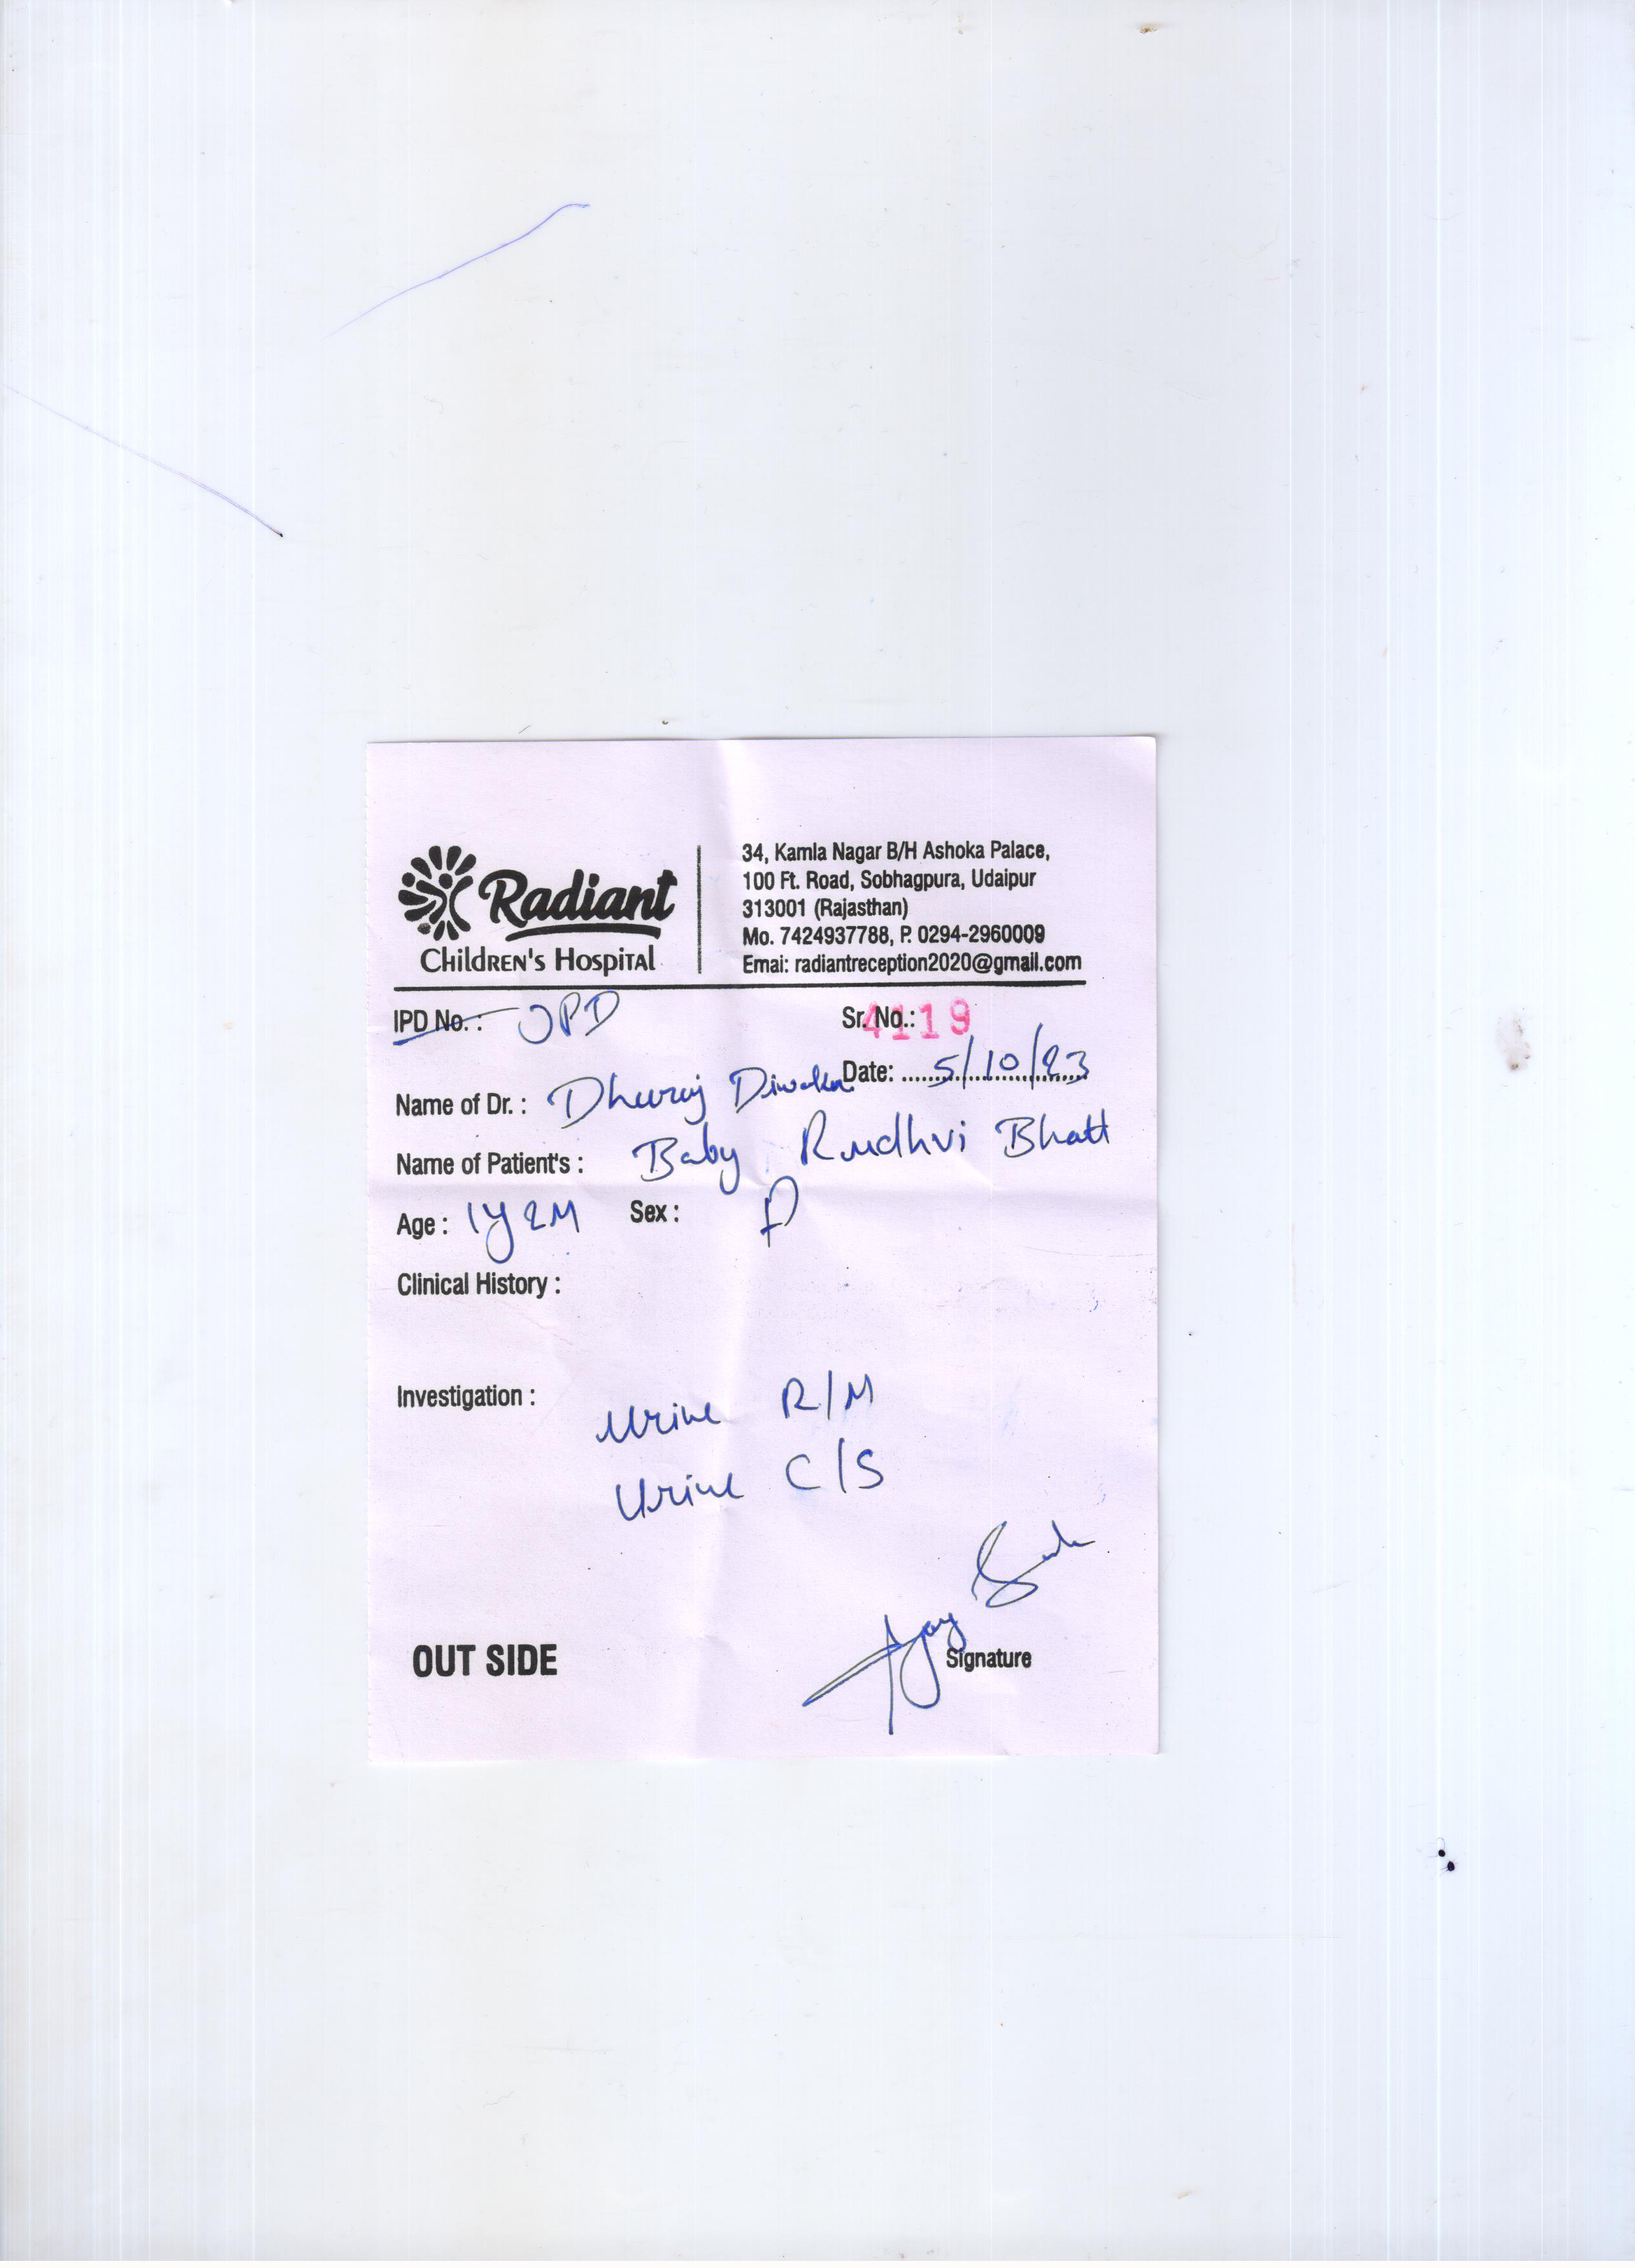 Radiant
Children's Hospital
34, Kamla Nagar B/H Ashoka Palace,
100 Ft. Road, Sobhagpura, Udaipur
313001 (Rajasthan)
Mo. 7424937788, P. 0294-2960009
Emai: radiantreception2020@gmail.com
IPD No. : OPD
Sr. No.: 4119
Date: 5/10/23
Name of Dr. : Dheeraj Diwakar
Name of Patient's : Baby Rudhvi Bhatt
Age : 1y 2M Sex : F
Clinical History :
Investigation :
Urine R/M
Urine C/S
Ajay
OUT SIDE
Signature